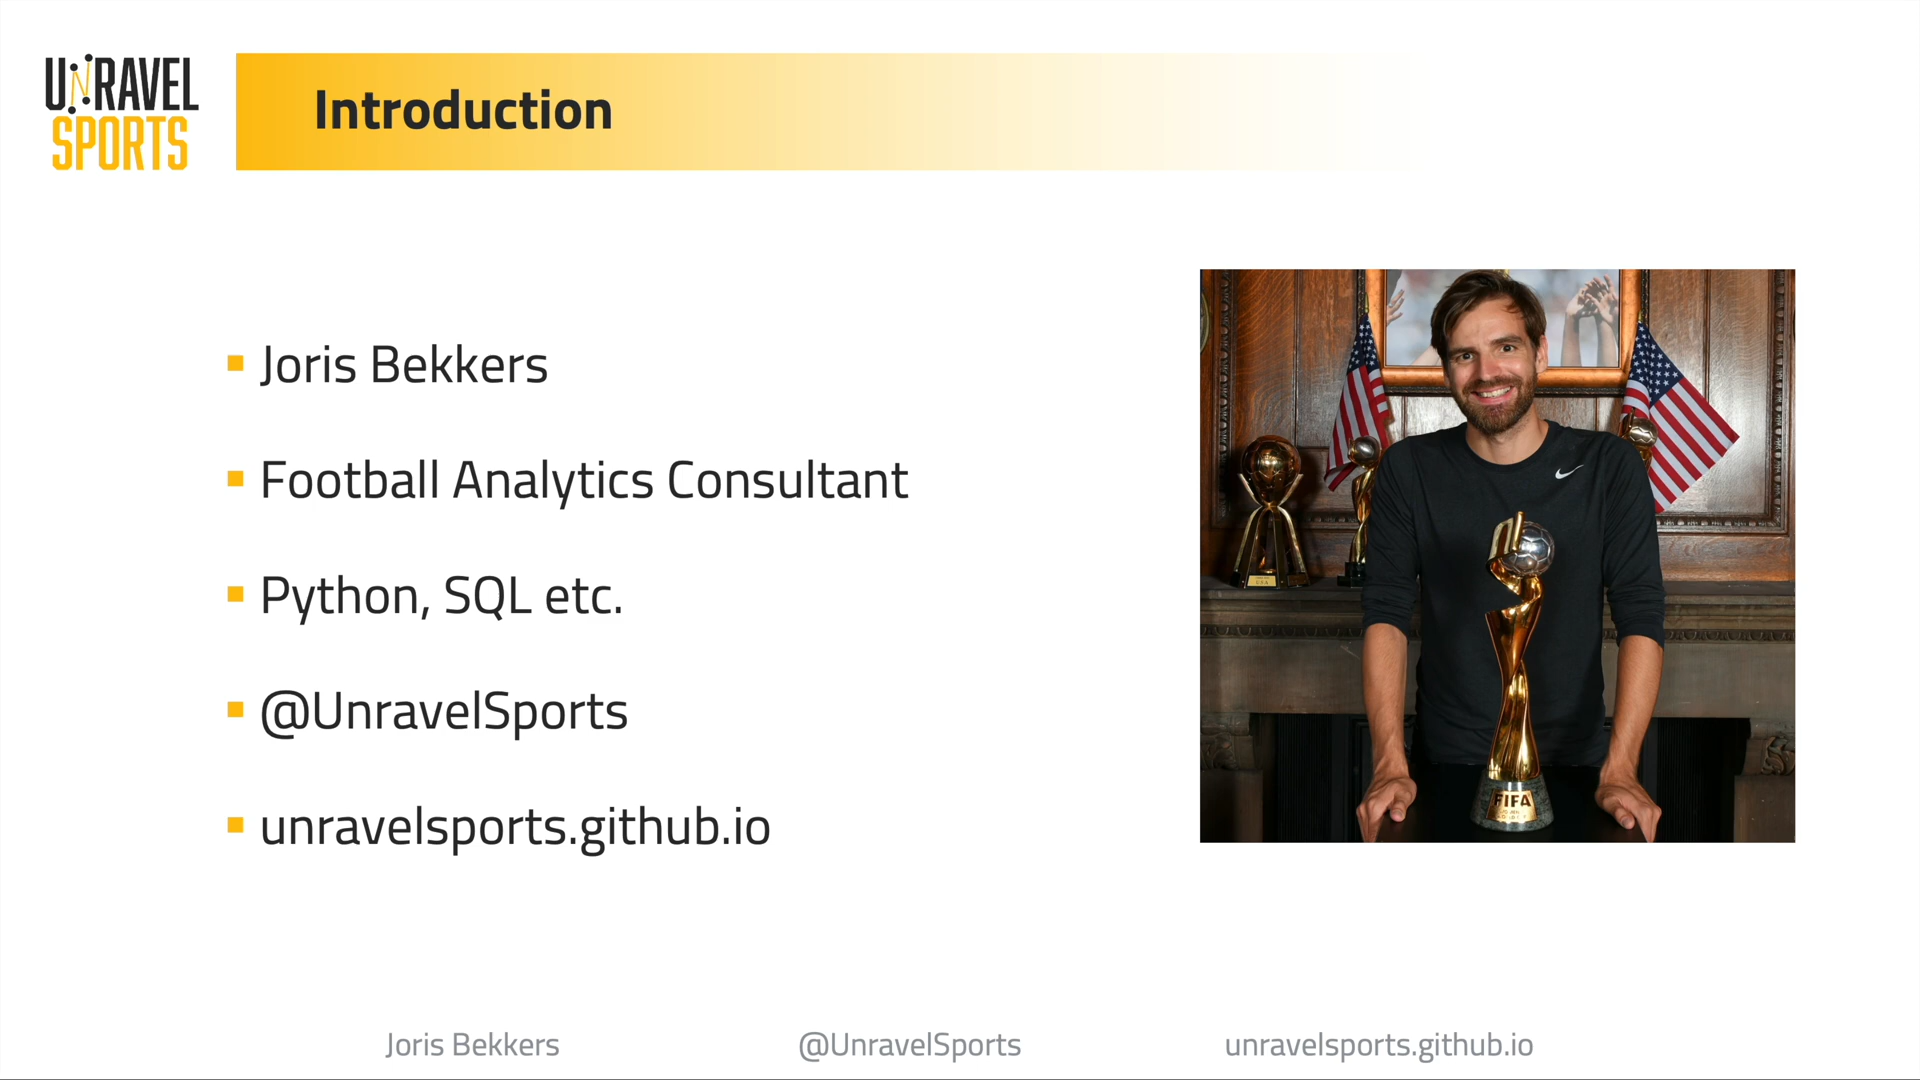 UNRAVEL
SPORTS
Introduction
Joris Bekkers
Football Analytics Consultant
Python, SQL etc.
@UnravelSports
unravelsports.github.io
FIFA
Joris Bekkers
@UnravelSports
unravelsports.github.io